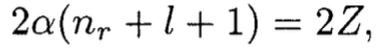 2α(n_r + l + 1) = 2Z,